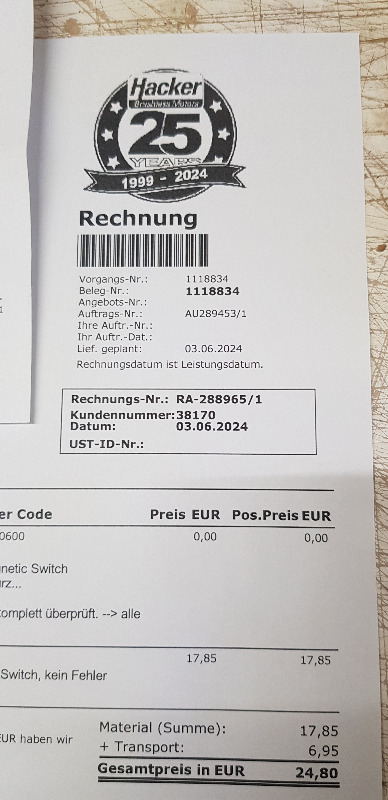 Hacker
Brushless Motors
25
YEARS
1999 - 2024
Rechnung
Vorgangs-Nr.: 1118834
Beleg-Nr.: 1118834
Angebots-Nr.:
Auftrags-Nr.: AU289453/1
Ihre Auftr.-Nr.:
Ihr Auftr.-Dat.:
Lief. geplant: 03.06.2024
Rechnungsdatum ist Leistungsdatum.
Rechnungs-Nr.: RA-288965/1
Kundennummer: 38170
Datum: 03.06.2024
UST-ID-Nr.:
er Code Preis EUR Pos.Preis EUR
0600 0,00 0,00
netic Switch
rz...
omplett überprüft. --> alle
17,85 17,85
Switch, kein Fehler
EUR haben wir
Material (Summe): 17,85
+ Transport: 6,95
Gesamtpreis in EUR 24,80